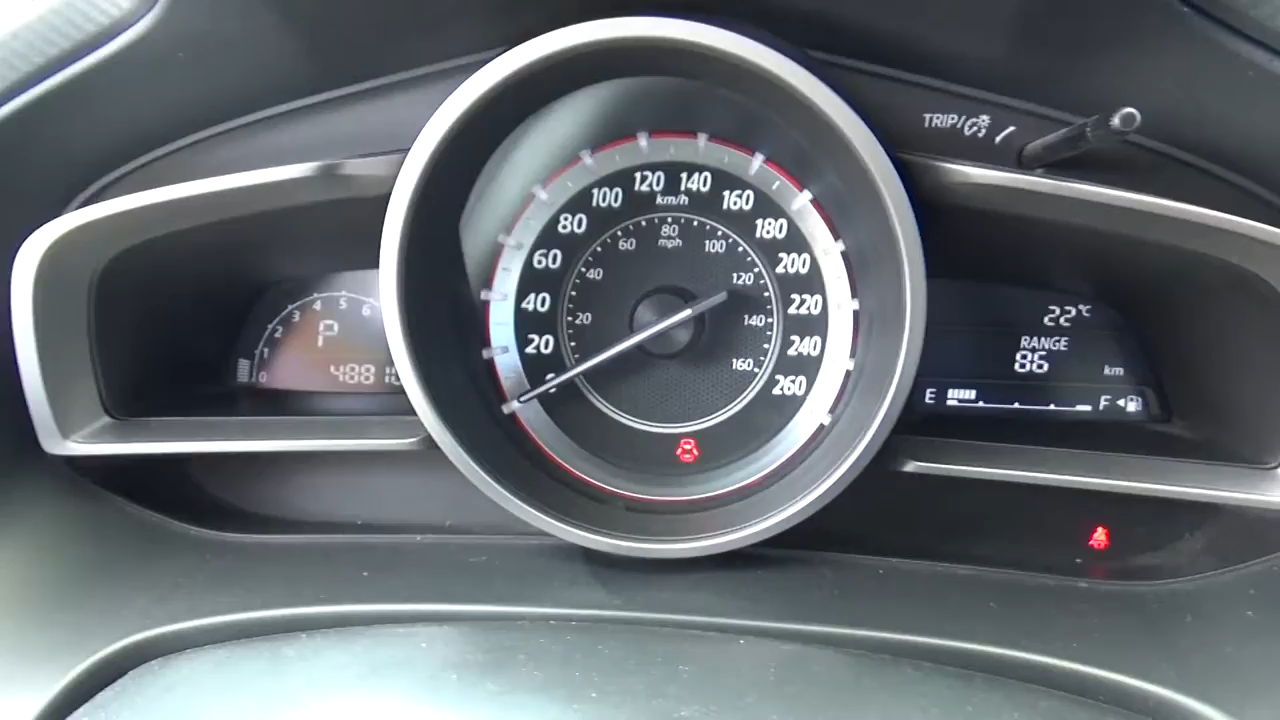 TRIP/
120 140
100 km/h 160
80 180
60 200
40 220
20 240
0 260
80
60 mph 100
40 120
20 140
160
4 5 6
3
2 P
1
0
22°C
RANGE
86 km
E F